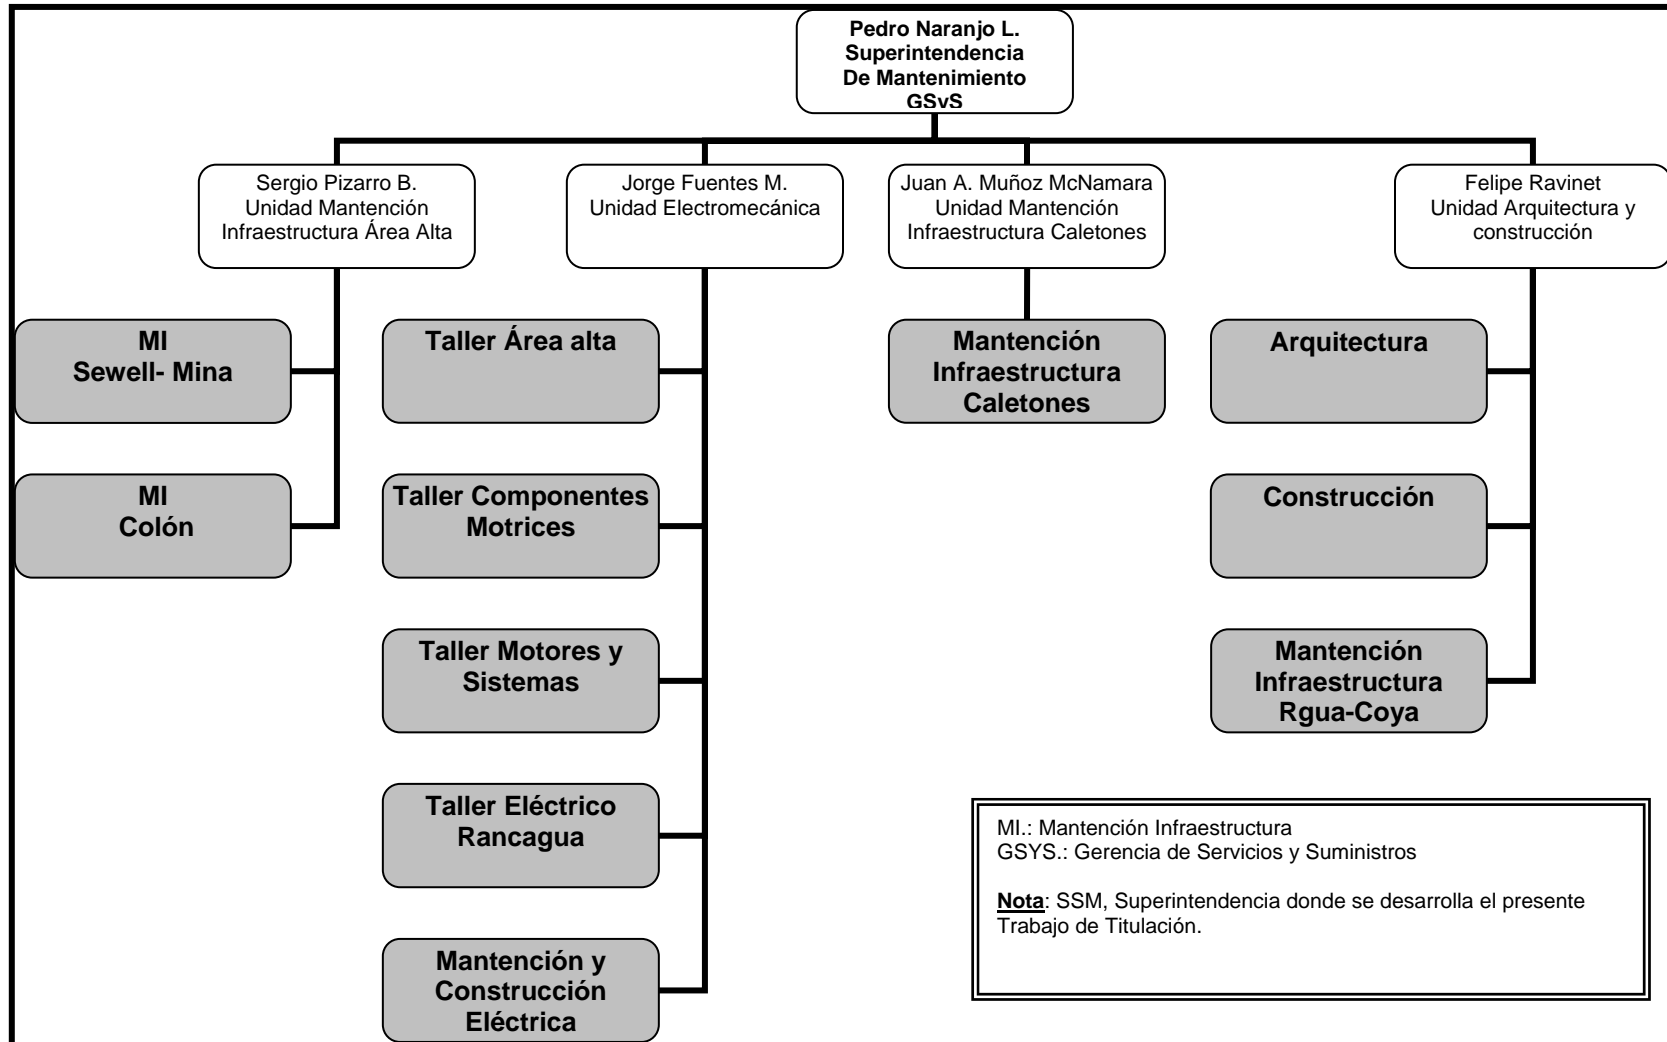 Pedro Naranjo L.
Superintendencia
De Mantenimiento
GSyS
Sergio Pizarro B.
Unidad Mantención
Infraestructura Área Alta
Jorge Fuentes M.
Unidad Electromecánica
Juan A. Muñoz McNamara
Unidad Mantención
Infraestructura Caletones
Felipe Ravinet
Unidad Arquitectura y
construcción
MI
Sewell- Mina
MI
Colón
Taller Área alta
Taller Componentes
Motrices
Taller Motores y
Sistemas
Taller Eléctrico
Rancagua
Mantención y
Construcción
Eléctrica
Mantención
Infraestructura
Caletones
Arquitectura
Construcción
Mantención
Infraestructura
Rgua-Coya
MI.: Mantención Infraestructura
GSYS.: Gerencia de Servicios y Suministros
Nota: SSM, Superintendencia donde se desarrolla el presente
Trabajo de Titulación.